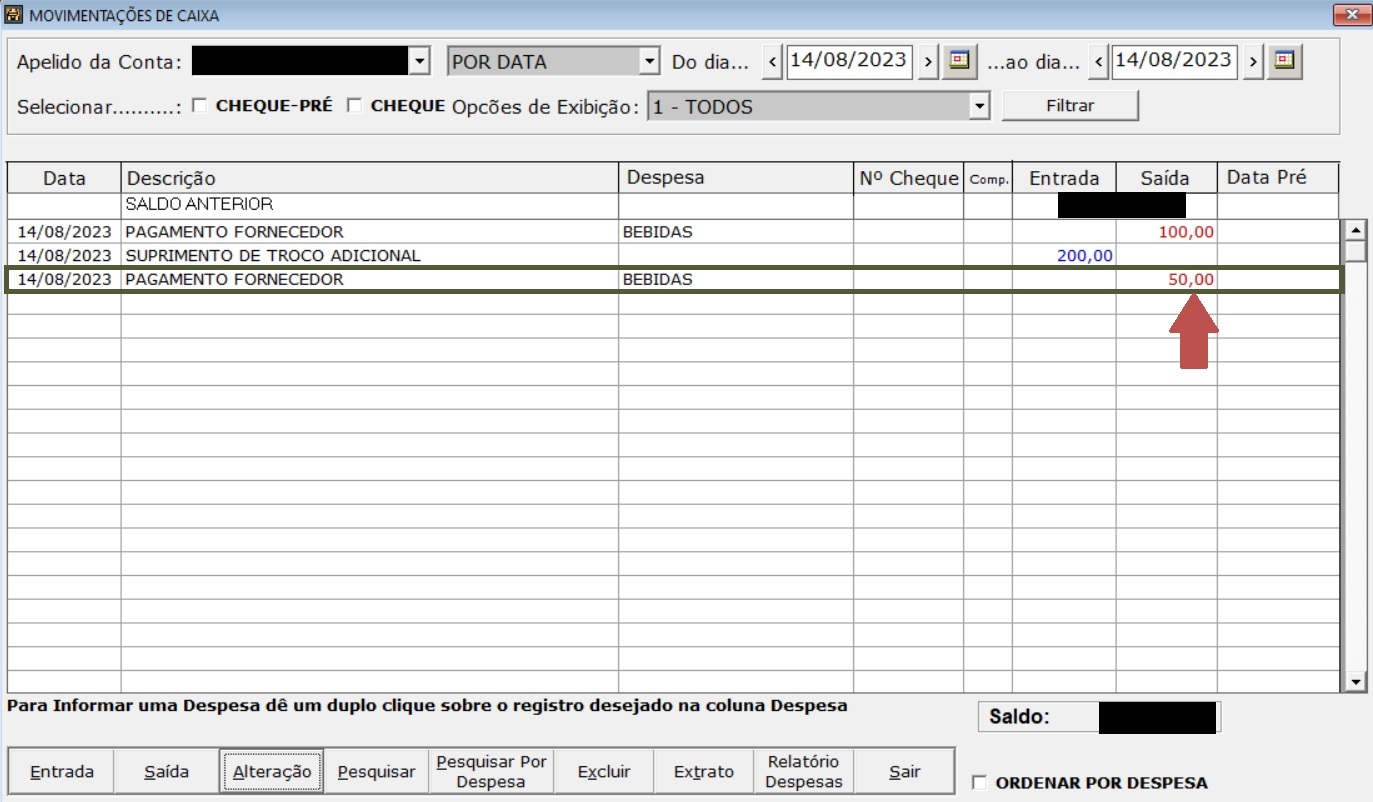 MOVIMENTAÇÕES DE CAIXA
Apelido da Conta: POR DATA Do dia... < 14/08/2023 > ...ao dia... < 14/08/2023 >
Selecionar..........: CHEQUE-PRÉ CHEQUE Opcões de Exibição: 1 - TODOS Filtrar
Data Descrição Despesa Nº Cheque Comp. Entrada Saída Data Pré
SALDO ANTERIOR
14/08/2023 PAGAMENTO FORNECEDOR BEBIDAS 100,00
14/08/2023 SUPRIMENTO DE TROCO ADICIONAL 200,00
14/08/2023 PAGAMENTO FORNECEDOR BEBIDAS 50,00
Para Informar uma Despesa dê um duplo clique sobre o registro desejado na coluna Despesa
Saldo:
Entrada Saída Alteração Pesquisar Pesquisar Por Despesa Excluir Extrato Relatório Despesas Sair
ORDENAR POR DESPESA